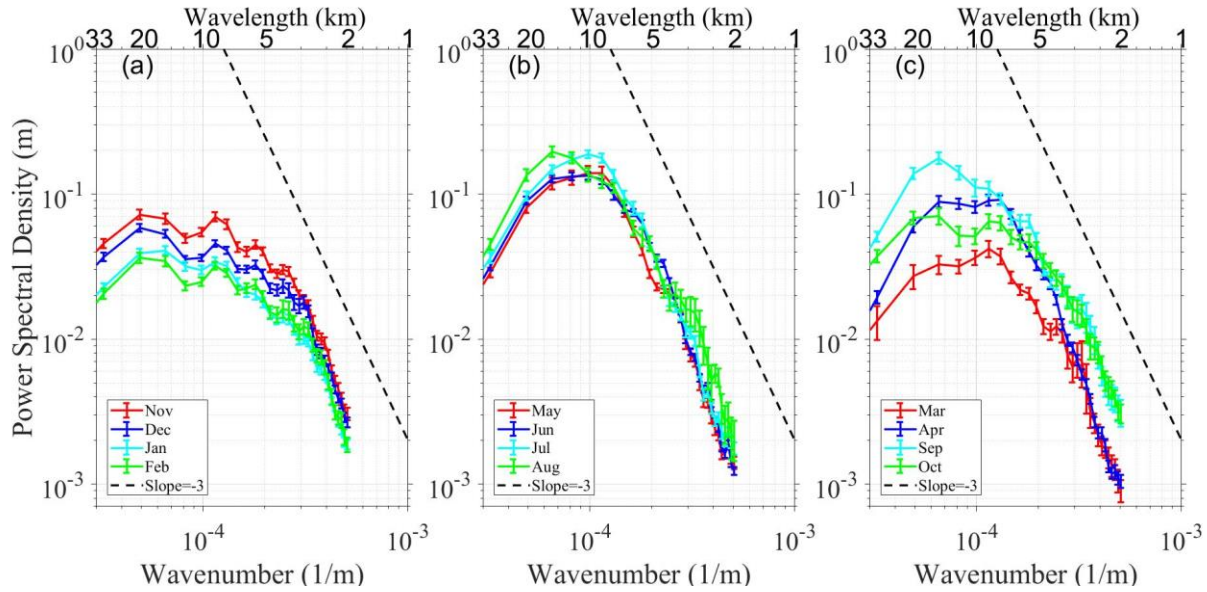 Wavelength (km) Wavelength (km) Wavelength (km)
33 20 10 5 2 1 33 20 10 5 2 1 33 20 10 5 2 1
10^0 10^0 10^0
(a) (b) (c)
10^-1 10^-1 10^-1
Power Spectral Density (m)
10^-2 10^-2 10^-2
Nov May Mar
Dec Jun Apr
Jan Jul Sep
Feb Aug Oct
Slope=-3 Slope=-3 Slope=-3
10^-3 10^-3 10^-3
10^-4 10^-3 10^-4 10^-3 10^-4 10^-3
Wavenumber (1/m) Wavenumber (1/m) Wavenumber (1/m)